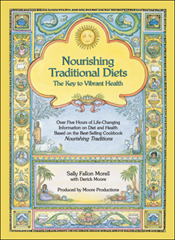 Nourishing
Traditional Diets
The Key to Vibrant Health
Over Five Hours of Life-Changing
Information on Diet and Health
Based on the Best-Selling Cookbook
Nourishing Traditions
Sally Fallon Morell
with Derick Moore
Produced by Moore Productions